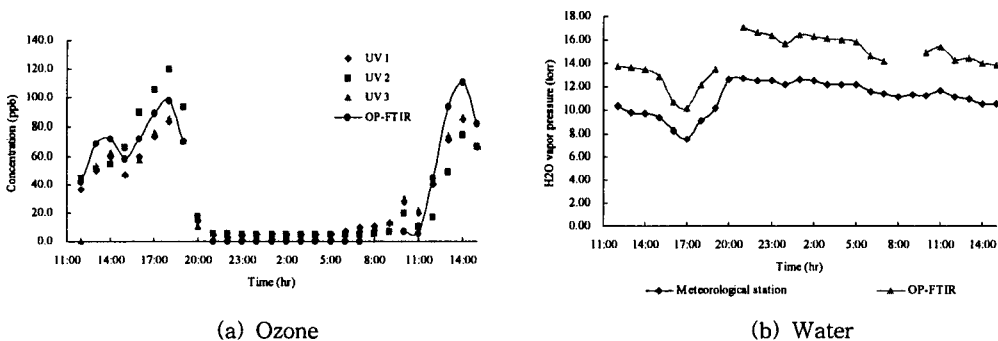 140.0
120.0
100.0
80.0
60.0
40.0
20.0
0.0
Concentration (ppb)
11:00 14:00 17:00 20:00 23:00 2:00 5:00 8:00 11:00 14:00
Time (hr)
UV 1
UV 2
UV 3
OP-FTIR
(a) Ozone
18.00
16.00
14.00
12.00
10.00
8.00
6.00
4.00
2.00
0.00
H2O vapor pressure (torr)
11:00 14:00 17:00 20:00 23:00 2:00 5:00 8:00 11:00 14:00
Time (hr)
Meteorological station
OP-FTIR
(b) Water